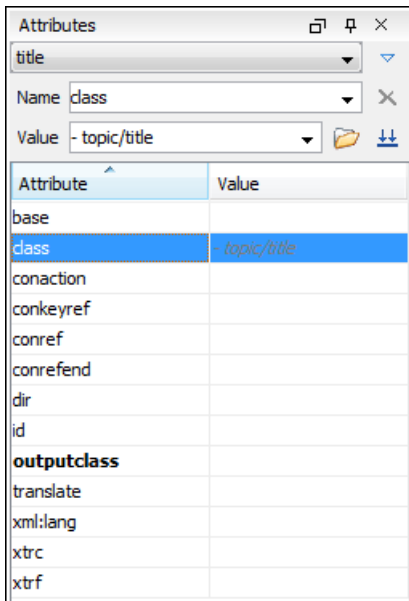 Attributes
title
Name class
Value - topic/title
Attribute Value
base
class - topic/title
conaction
conkeyref
conref
conrefend
dir
id
outputclass
translate
xml:lang
xtrc
xtrf